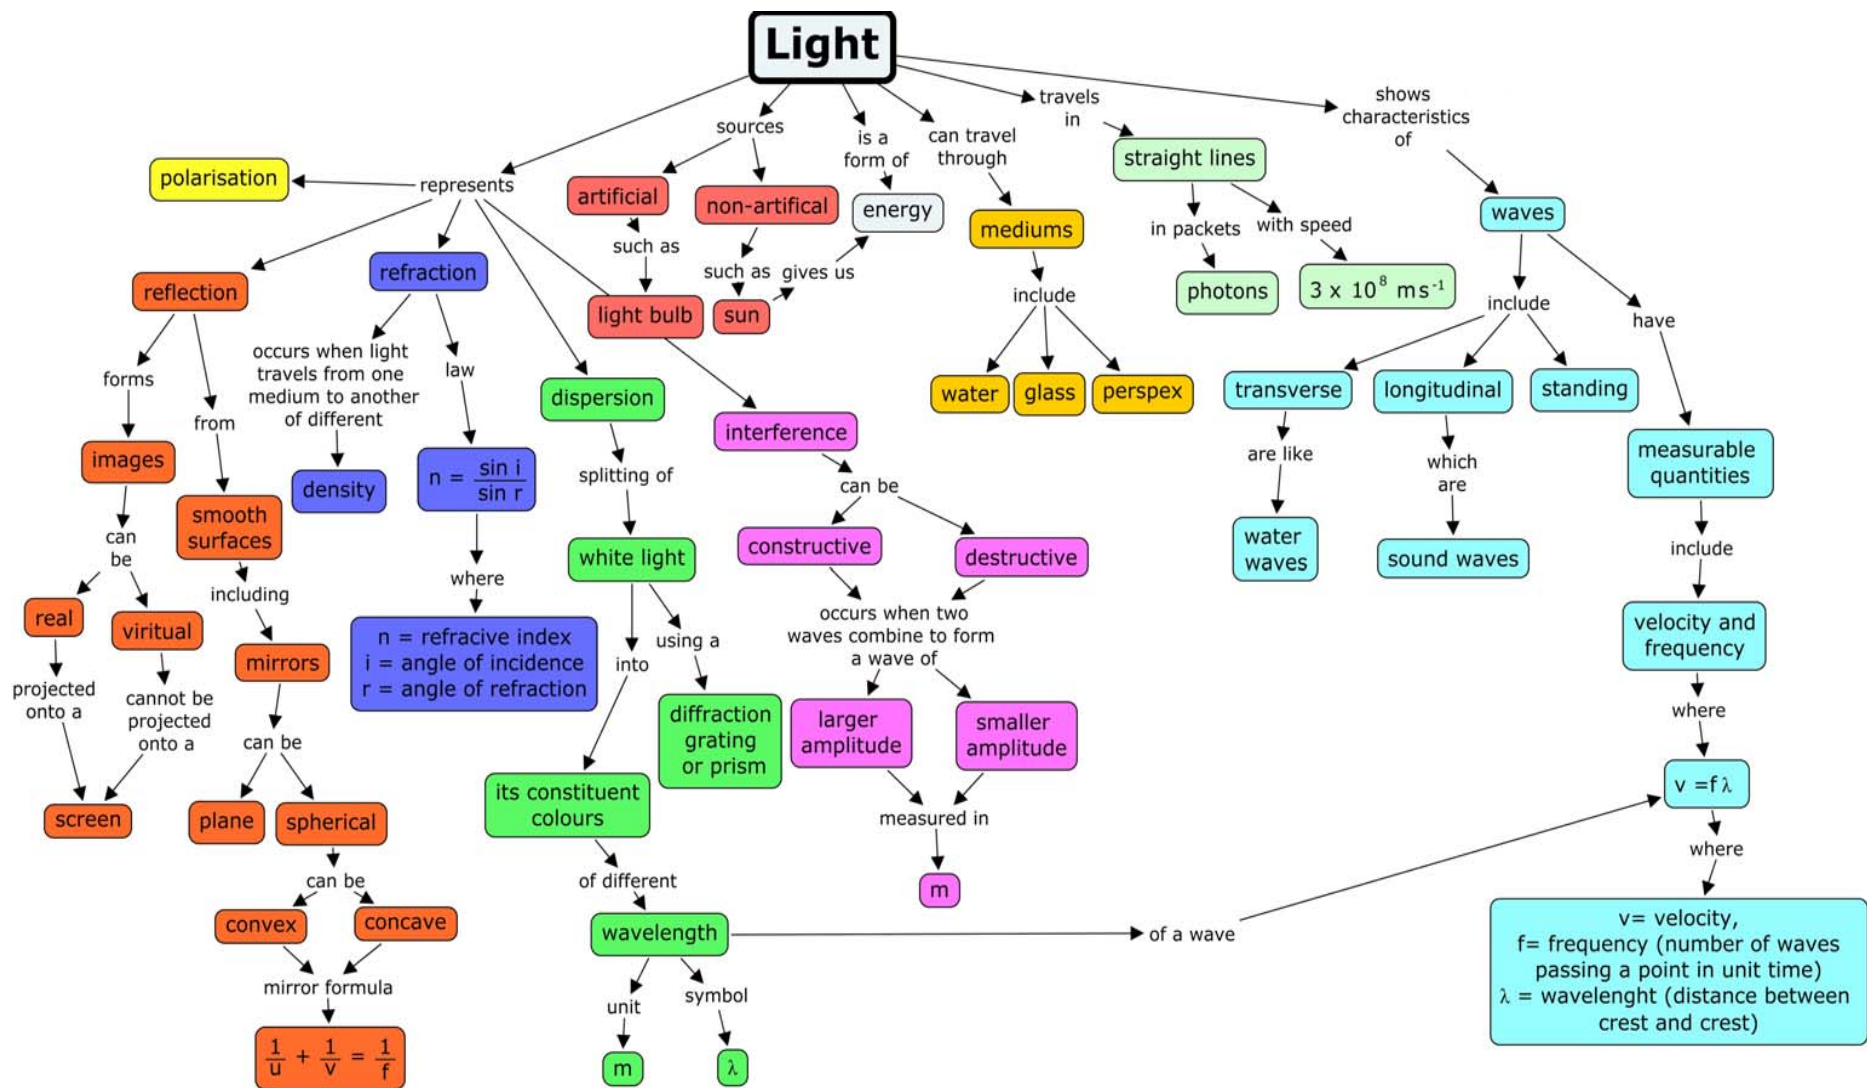 Light
travels
in
shows
characteristics
of
sources
is a
form of
can travel
through
straight lines
polarisation
represents
artificial
non-artifical
energy
mediums
waves
in packets
with speed
such as
such as
gives us
refraction
reflection
photons
3 x 10⁸ ms⁻¹
include
include
have
light bulb
sun
occurs when light
travels from one
medium to another
of different
law
forms
from
dispersion
water
glass
perspex
transverse
longitudinal
standing
interference
images
density
n = sin i / sin r
splitting of
can be
are like
which
are
measurable
quantities
smooth
surfaces
can
be
white light
constructive
destructive
water
waves
sound waves
include
where
including
real
viritual
mirrors
n = refracive index
i = angle of incidence
r = angle of refraction
into
using a
occurs when two
waves combine to form
a wave of
velocity and
frequency
projected
onto a
cannot be
projected
onto a
can be
diffraction
grating
or prism
larger
amplitude
smaller
amplitude
where
screen
plane
spherical
its constituent
colours
measured in
v =f λ
where
can be
of different
m
convex
concave
wavelength
of a wave
v= velocity,
f= frequency (number of waves
passing a point in unit time)
λ = wavelenght (distance between
crest and crest)
mirror formula
unit
symbol
1/u + 1/v = 1/f
m
λ